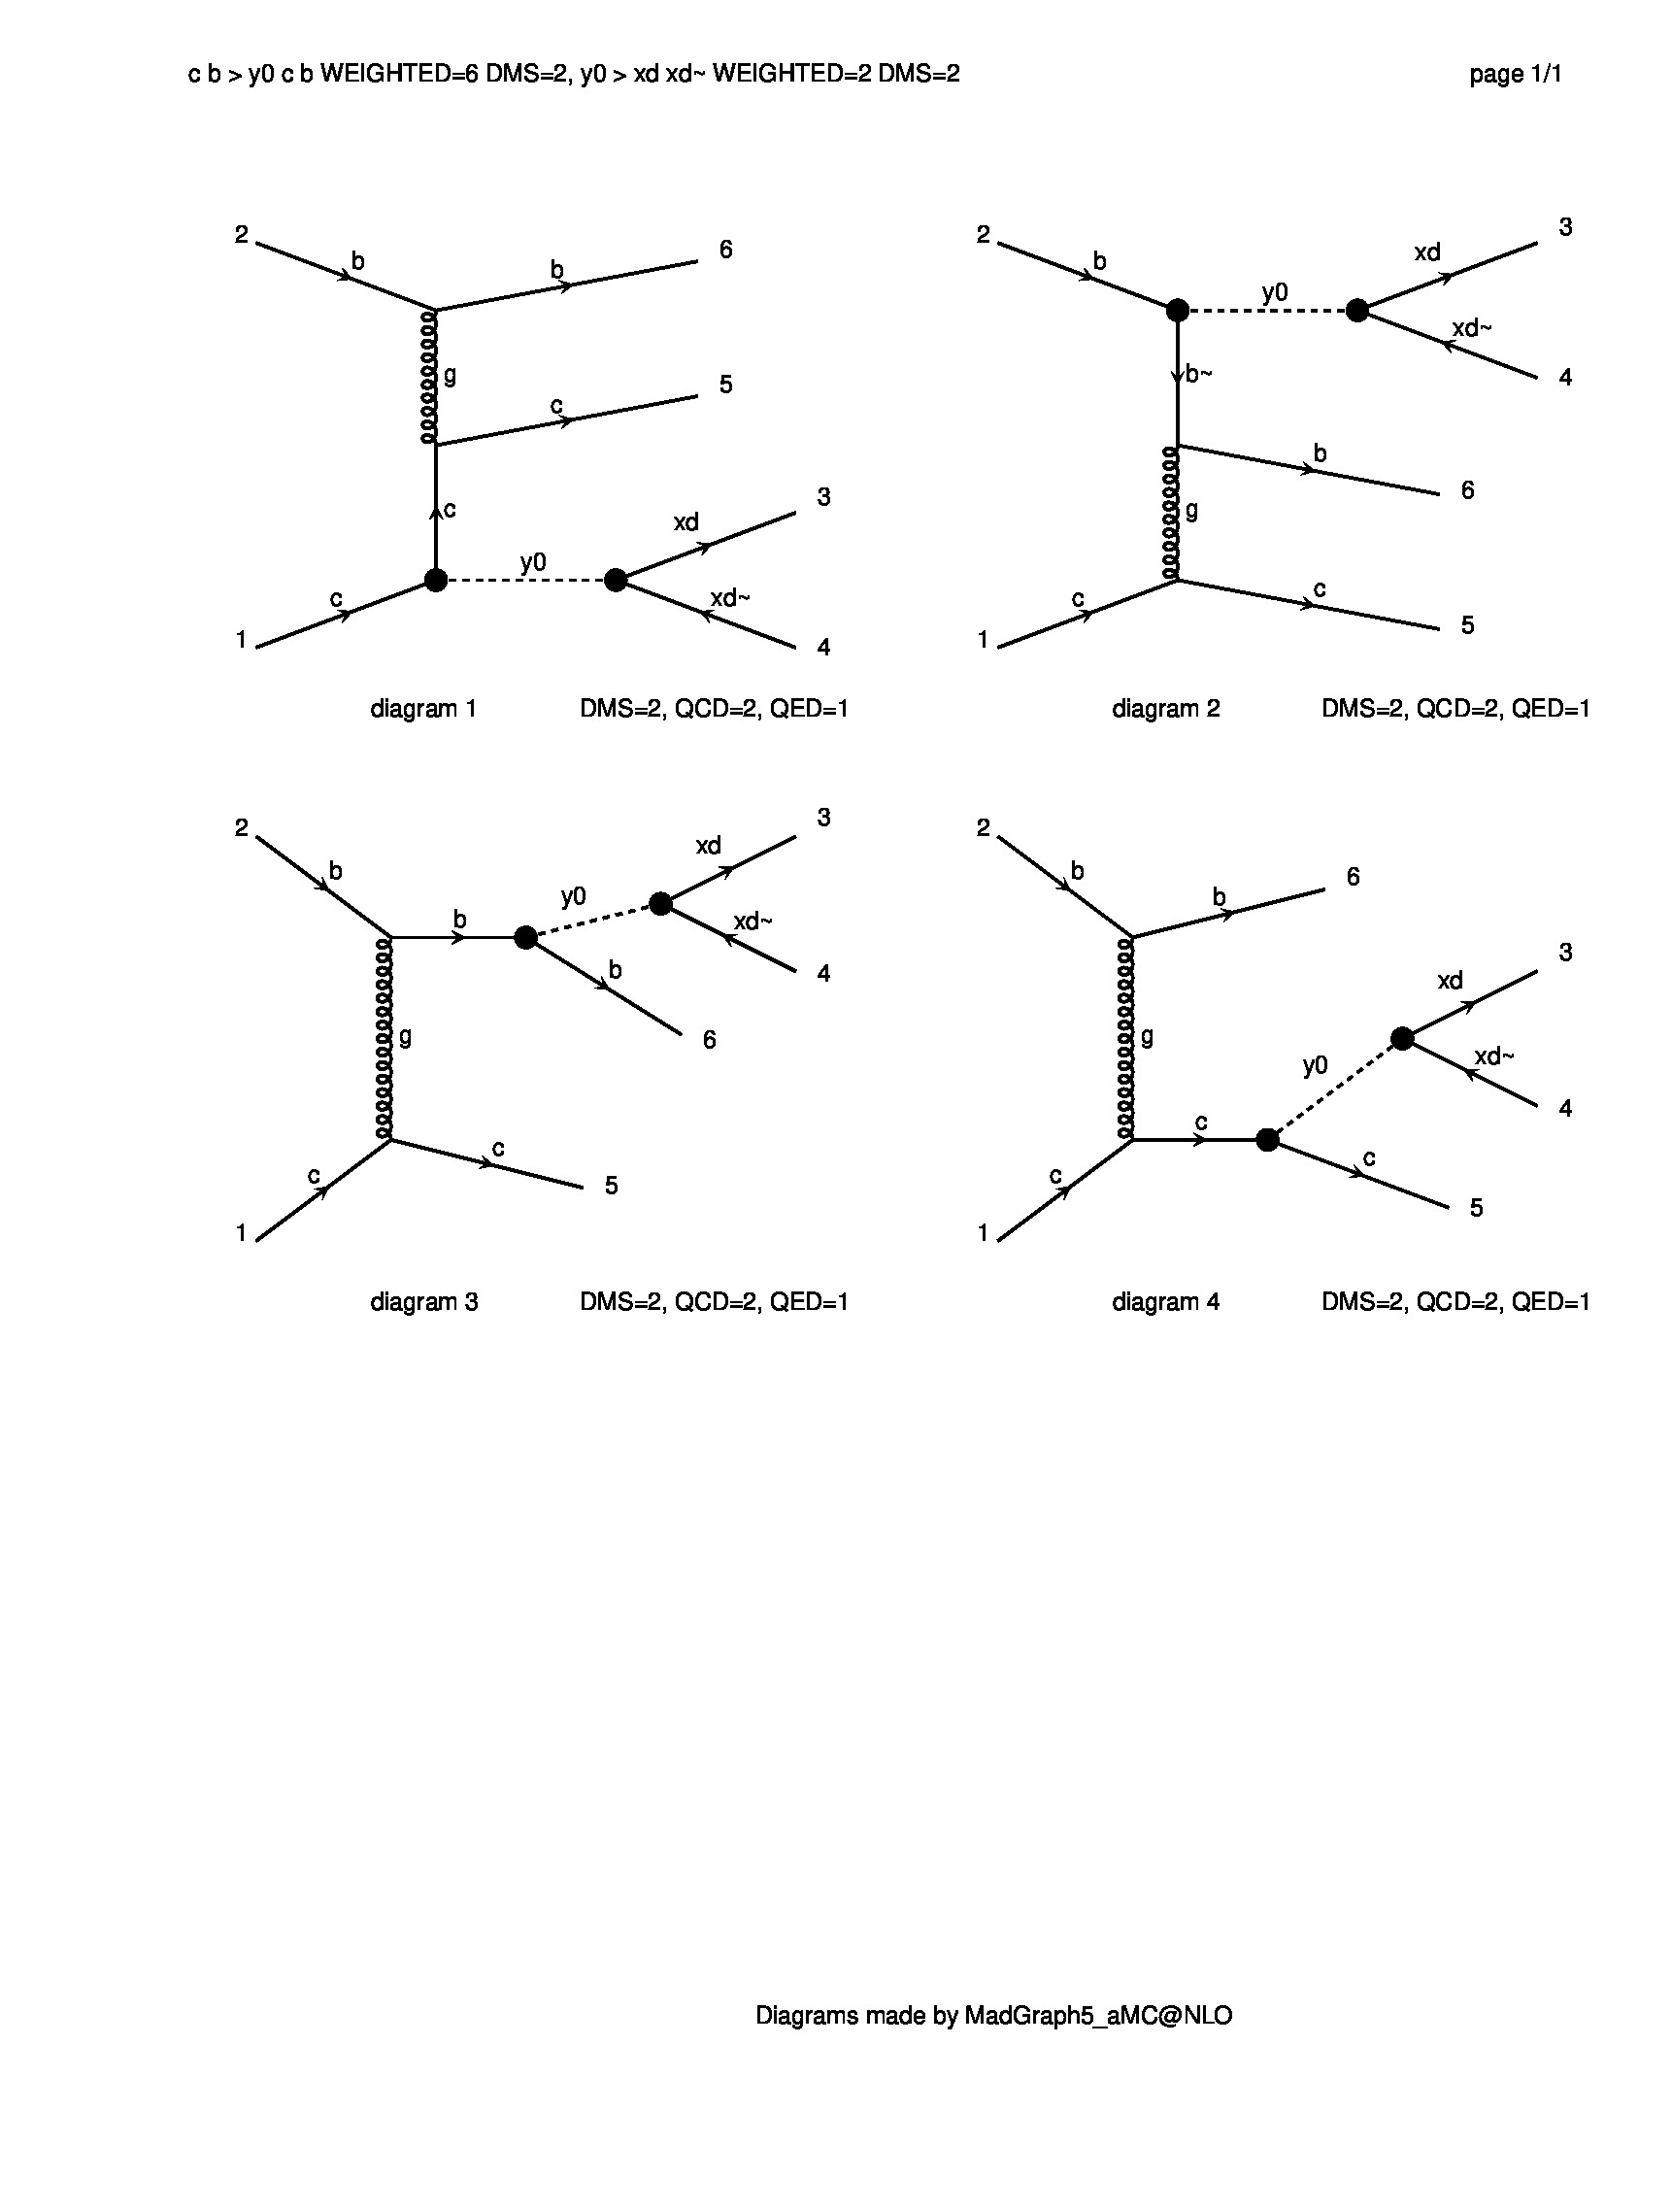 c b > y0 c b WEIGHTED=6 DMS=2, y0 > xd xd~ WEIGHTED=2 DMS=2
page 1/1
2
b
b
6
g
c
5
c
y0
xd
3
c
xd~
1
4
diagram 1
DMS=2, QCD=2, QED=1
2
b
y0
xd
3
xd~
4
b~
b
6
g
c
c
5
1
diagram 2
DMS=2, QCD=2, QED=1
2
b
b
y0
xd
3
xd~
4
b
6
g
c
c
5
1
diagram 3
DMS=2, QCD=2, QED=1
2
b
b
6
g
xd
3
y0
xd~
4
c
c
c
5
1
diagram 4
DMS=2, QCD=2, QED=1
Diagrams made by MadGraph5_aMC@NLO